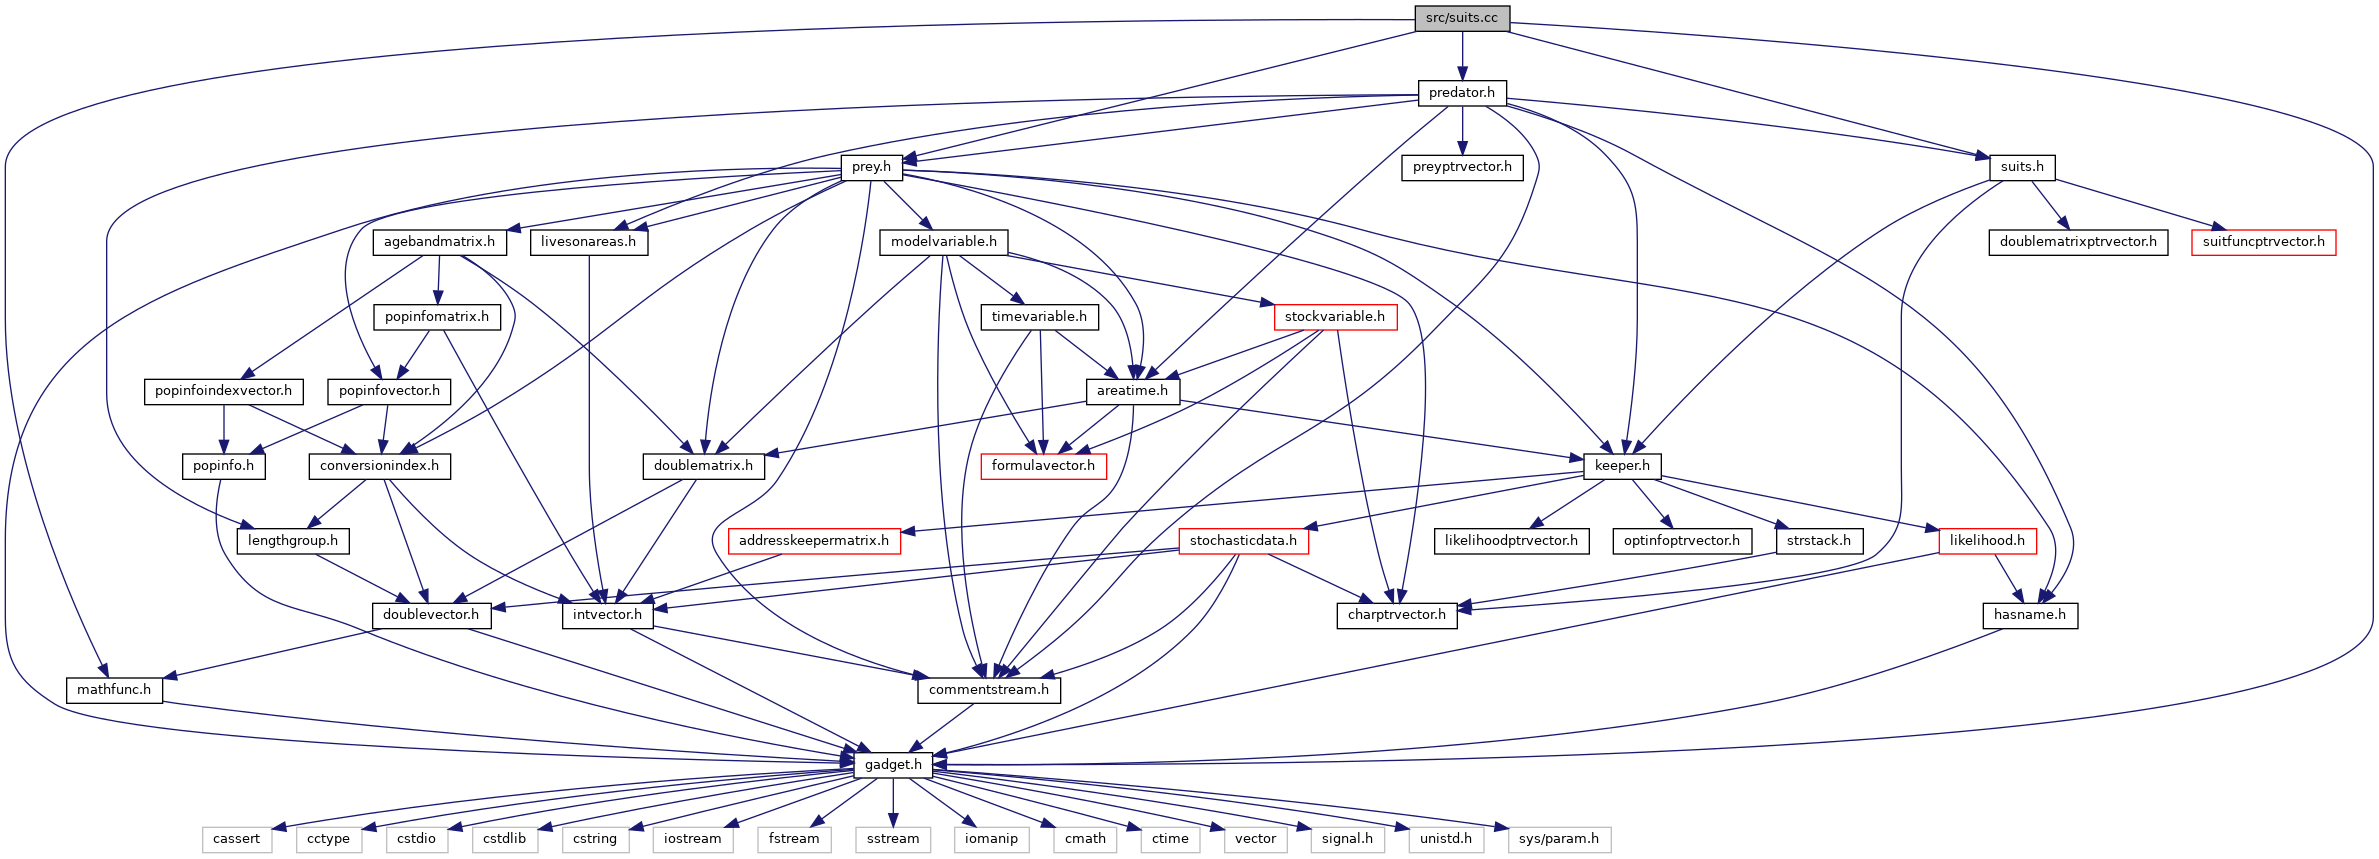 src/suits.cc
predator.h
prey.h
preyptrvector.h
suits.h
agebandmatrix.h
livesonareas.h
modelvariable.h
doublematrixptrvector.h
suitfuncptrvector.h
popinfomatrix.h
timevariable.h
stockvariable.h
popinfoindexvector.h
popinfovector.h
areatime.h
popinfo.h
conversionindex.h
doublematrix.h
formulavector.h
keeper.h
lengthgroup.h
addresskeepermatrix.h
stochasticdata.h
likelihoodptrvector.h
optinfoptrvector.h
strstack.h
likelihood.h
doublevector.h
intvector.h
charptrvector.h
hasname.h
mathfunc.h
commentstream.h
gadget.h
cassert
cctype
cstdio
cstdlib
cstring
iostream
fstream
sstream
iomanip
cmath
ctime
vector
signal.h
unistd.h
sys/param.h